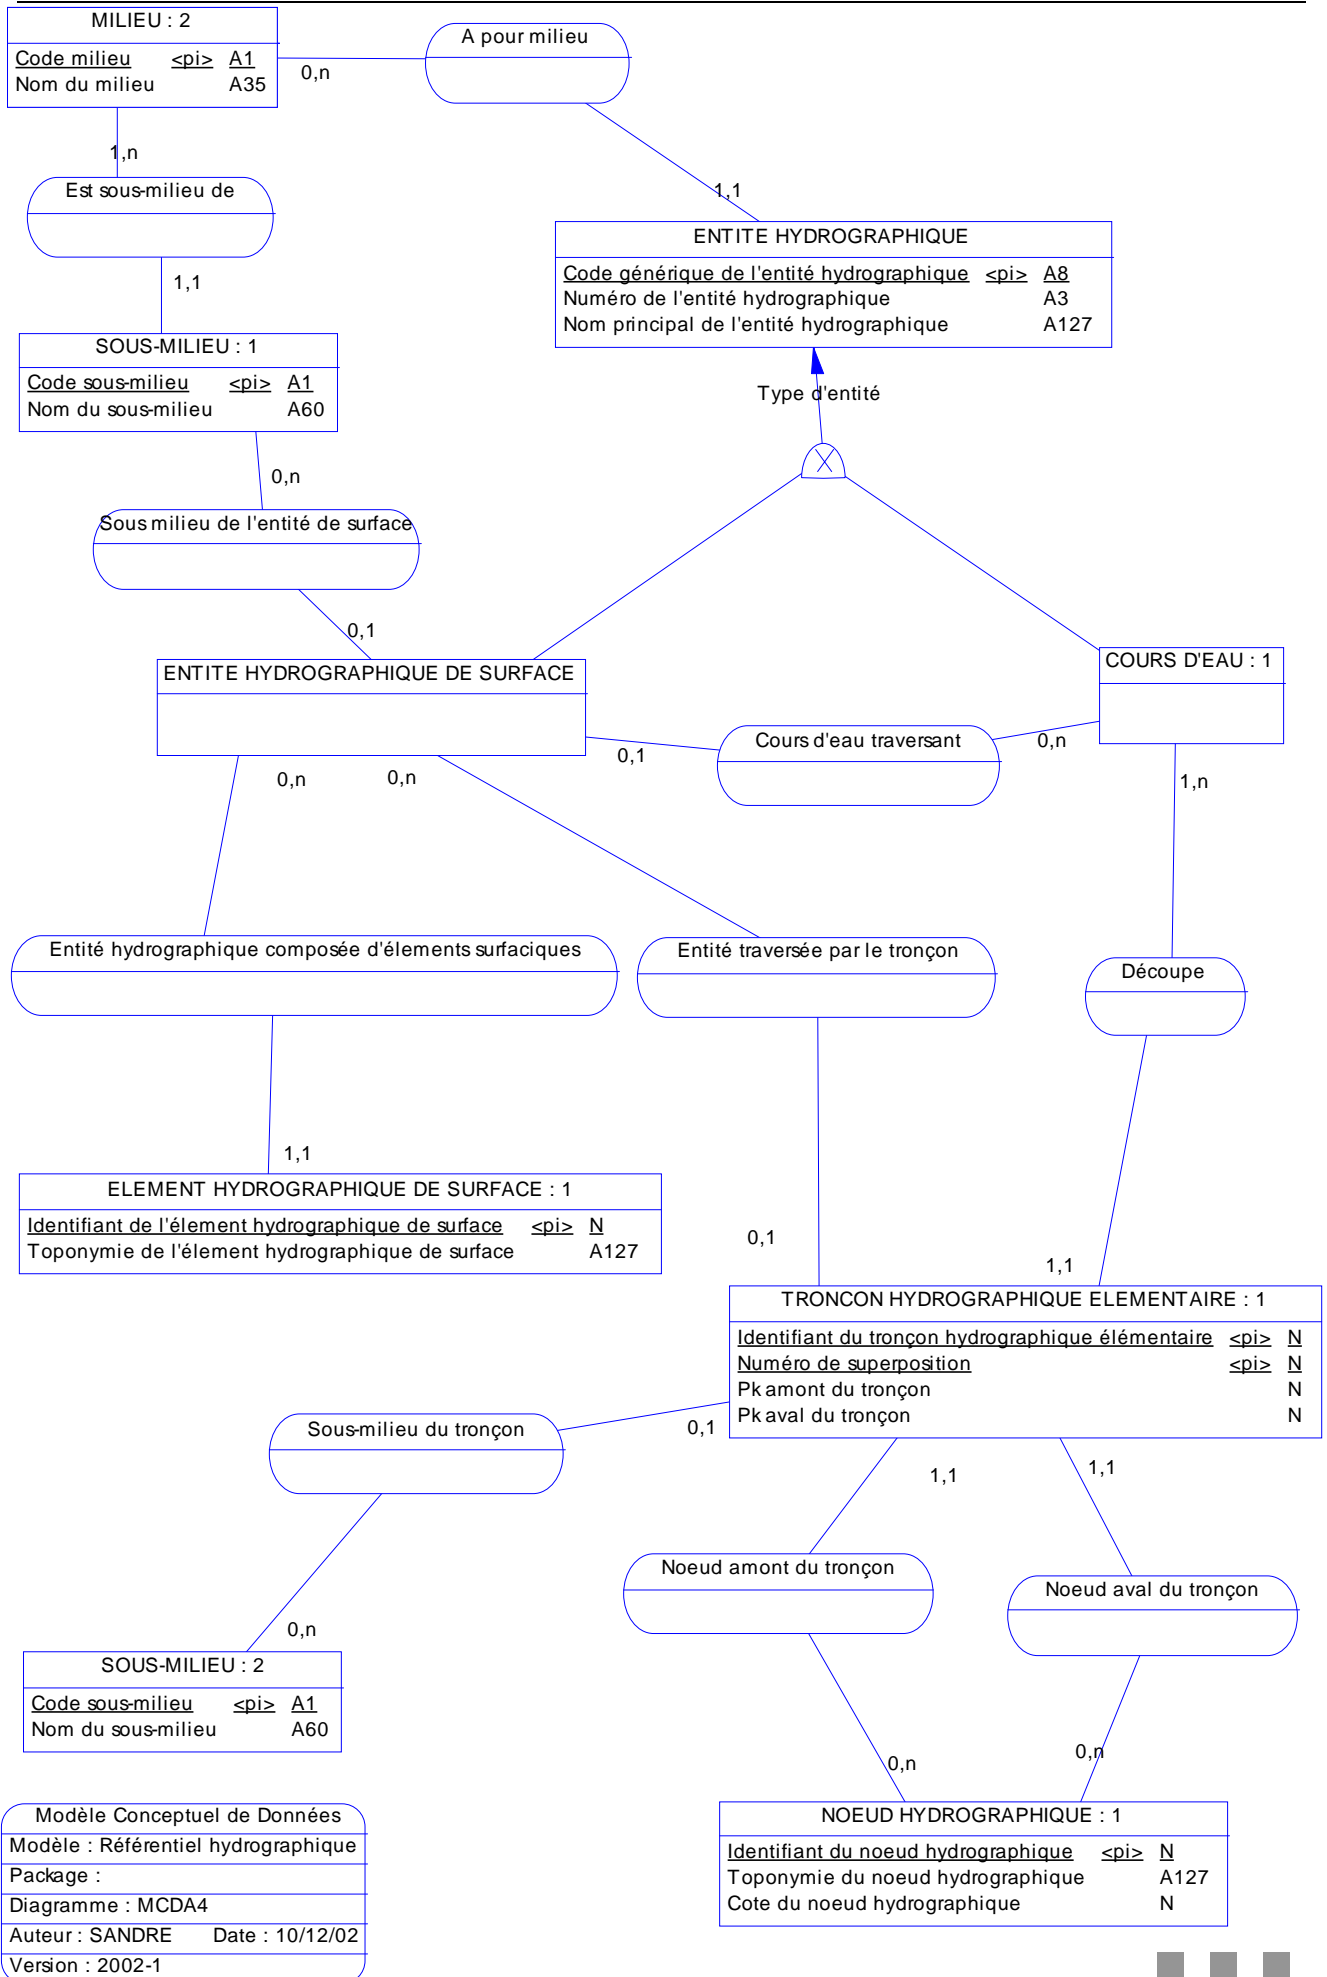 MILIEU : 2
Code milieu <pi> A1
Nom du milieu A35
0,n
A pour milieu
1,n
Est sous-milieu de
1,1
1,1
ENTITE HYDROGRAPHIQUE
Code générique de l'entité hydrographique <pi> A8
Numéro de l'entité hydrographique A3
Nom principal de l'entité hydrographique A127
SOUS-MILIEU : 1
Code sous-milieu <pi> A1
Nom du sous-milieu A60
Type d'entité
0,n
Sous milieu de l'entité de surface
0,1
ENTITE HYDROGRAPHIQUE DE SURFACE
COURS D'EAU : 1
0,1
Cours d'eau traversant
0,n
0,n
0,n
1,n
Entité hydrographique composée d'élements surfaciques
Entité traversée par le tronçon
Découpe
1,1
ELEMENT HYDROGRAPHIQUE DE SURFACE : 1
Identifiant de l'élement hydrographique de surface <pi> N
Toponymie de l'élement hydrographique de surface A127
0,1
1,1
TRONCON HYDROGRAPHIQUE ELEMENTAIRE : 1
Identifiant du tronçon hydrographique élémentaire <pi> N
Numéro de superposition <pi> N
Pk amont du tronçon N
Pk aval du tronçon N
Sous-milieu du tronçon
0,1
1,1
1,1
Noeud amont du tronçon
Noeud aval du tronçon
0,n
SOUS-MILIEU : 2
Code sous-milieu <pi> A1
Nom du sous-milieu A60
0,n
0,n
NOEUD HYDROGRAPHIQUE : 1
Identifiant du noeud hydrographique <pi> N
Toponymie du noeud hydrographique A127
Cote du noeud hydrographique N
Modèle Conceptuel de Données
Modèle : Référentiel hydrographique
Package :
Diagramme : MCDA4
Auteur : SANDRE Date : 10/12/02
Version : 2002-1